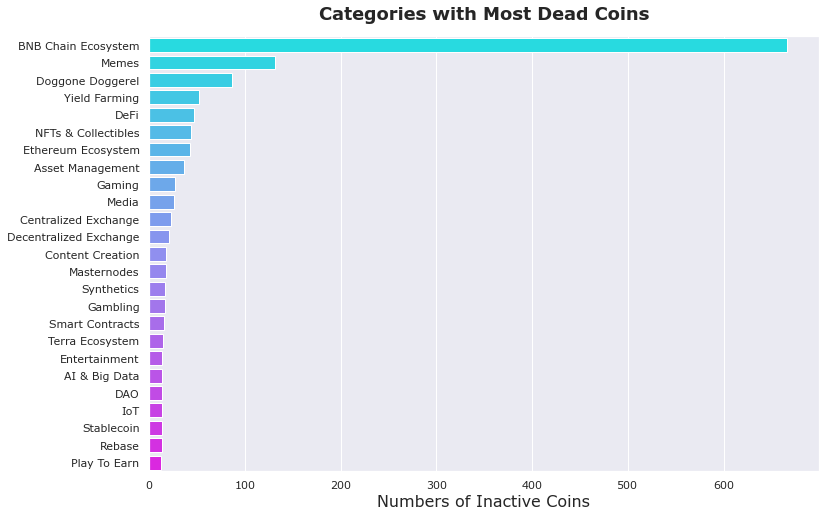 Categories with Most Dead Coins
BNB Chain Ecosystem
Memes
Doggone Doggerel
Yield Farming
DeFi
NFTs & Collectibles
Ethereum Ecosystem
Asset Management
Gaming
Media
Centralized Exchange
Decentralized Exchange
Content Creation
Masternodes
Synthetics
Gambling
Smart Contracts
Terra Ecosystem
Entertainment
AI & Big Data
DAO
IoT
Stablecoin
Rebase
Play To Earn
0 100 200 300 400 500 600
Numbers of Inactive Coins